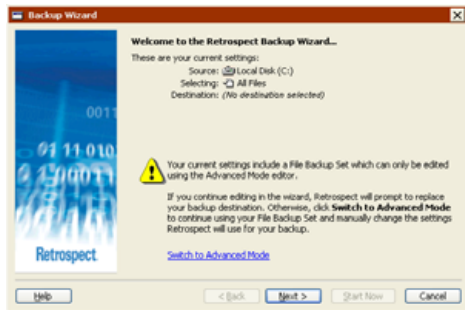 Backup Wizard
Welcome to the Retrospect Backup Wizard...
These are your current settings:
Source: Local Disk (C:)
Selecting: All Files
Destination: (No destination selected)
0011
01 11 010
Your current settings include a File Backup Set which can only be edited
using the Advanced Mode editor.
If you continue editing in the wizard, Retrospect will prompt to replace
your backup destination. Otherwise, click Switch to Advanced Mode
to continue using your File Backup Set and manually change the settings
Retrospect will use for your backup.
Retrospect
Switch to Advanced Mode
Help
< Back
Next >
Start Now
Cancel